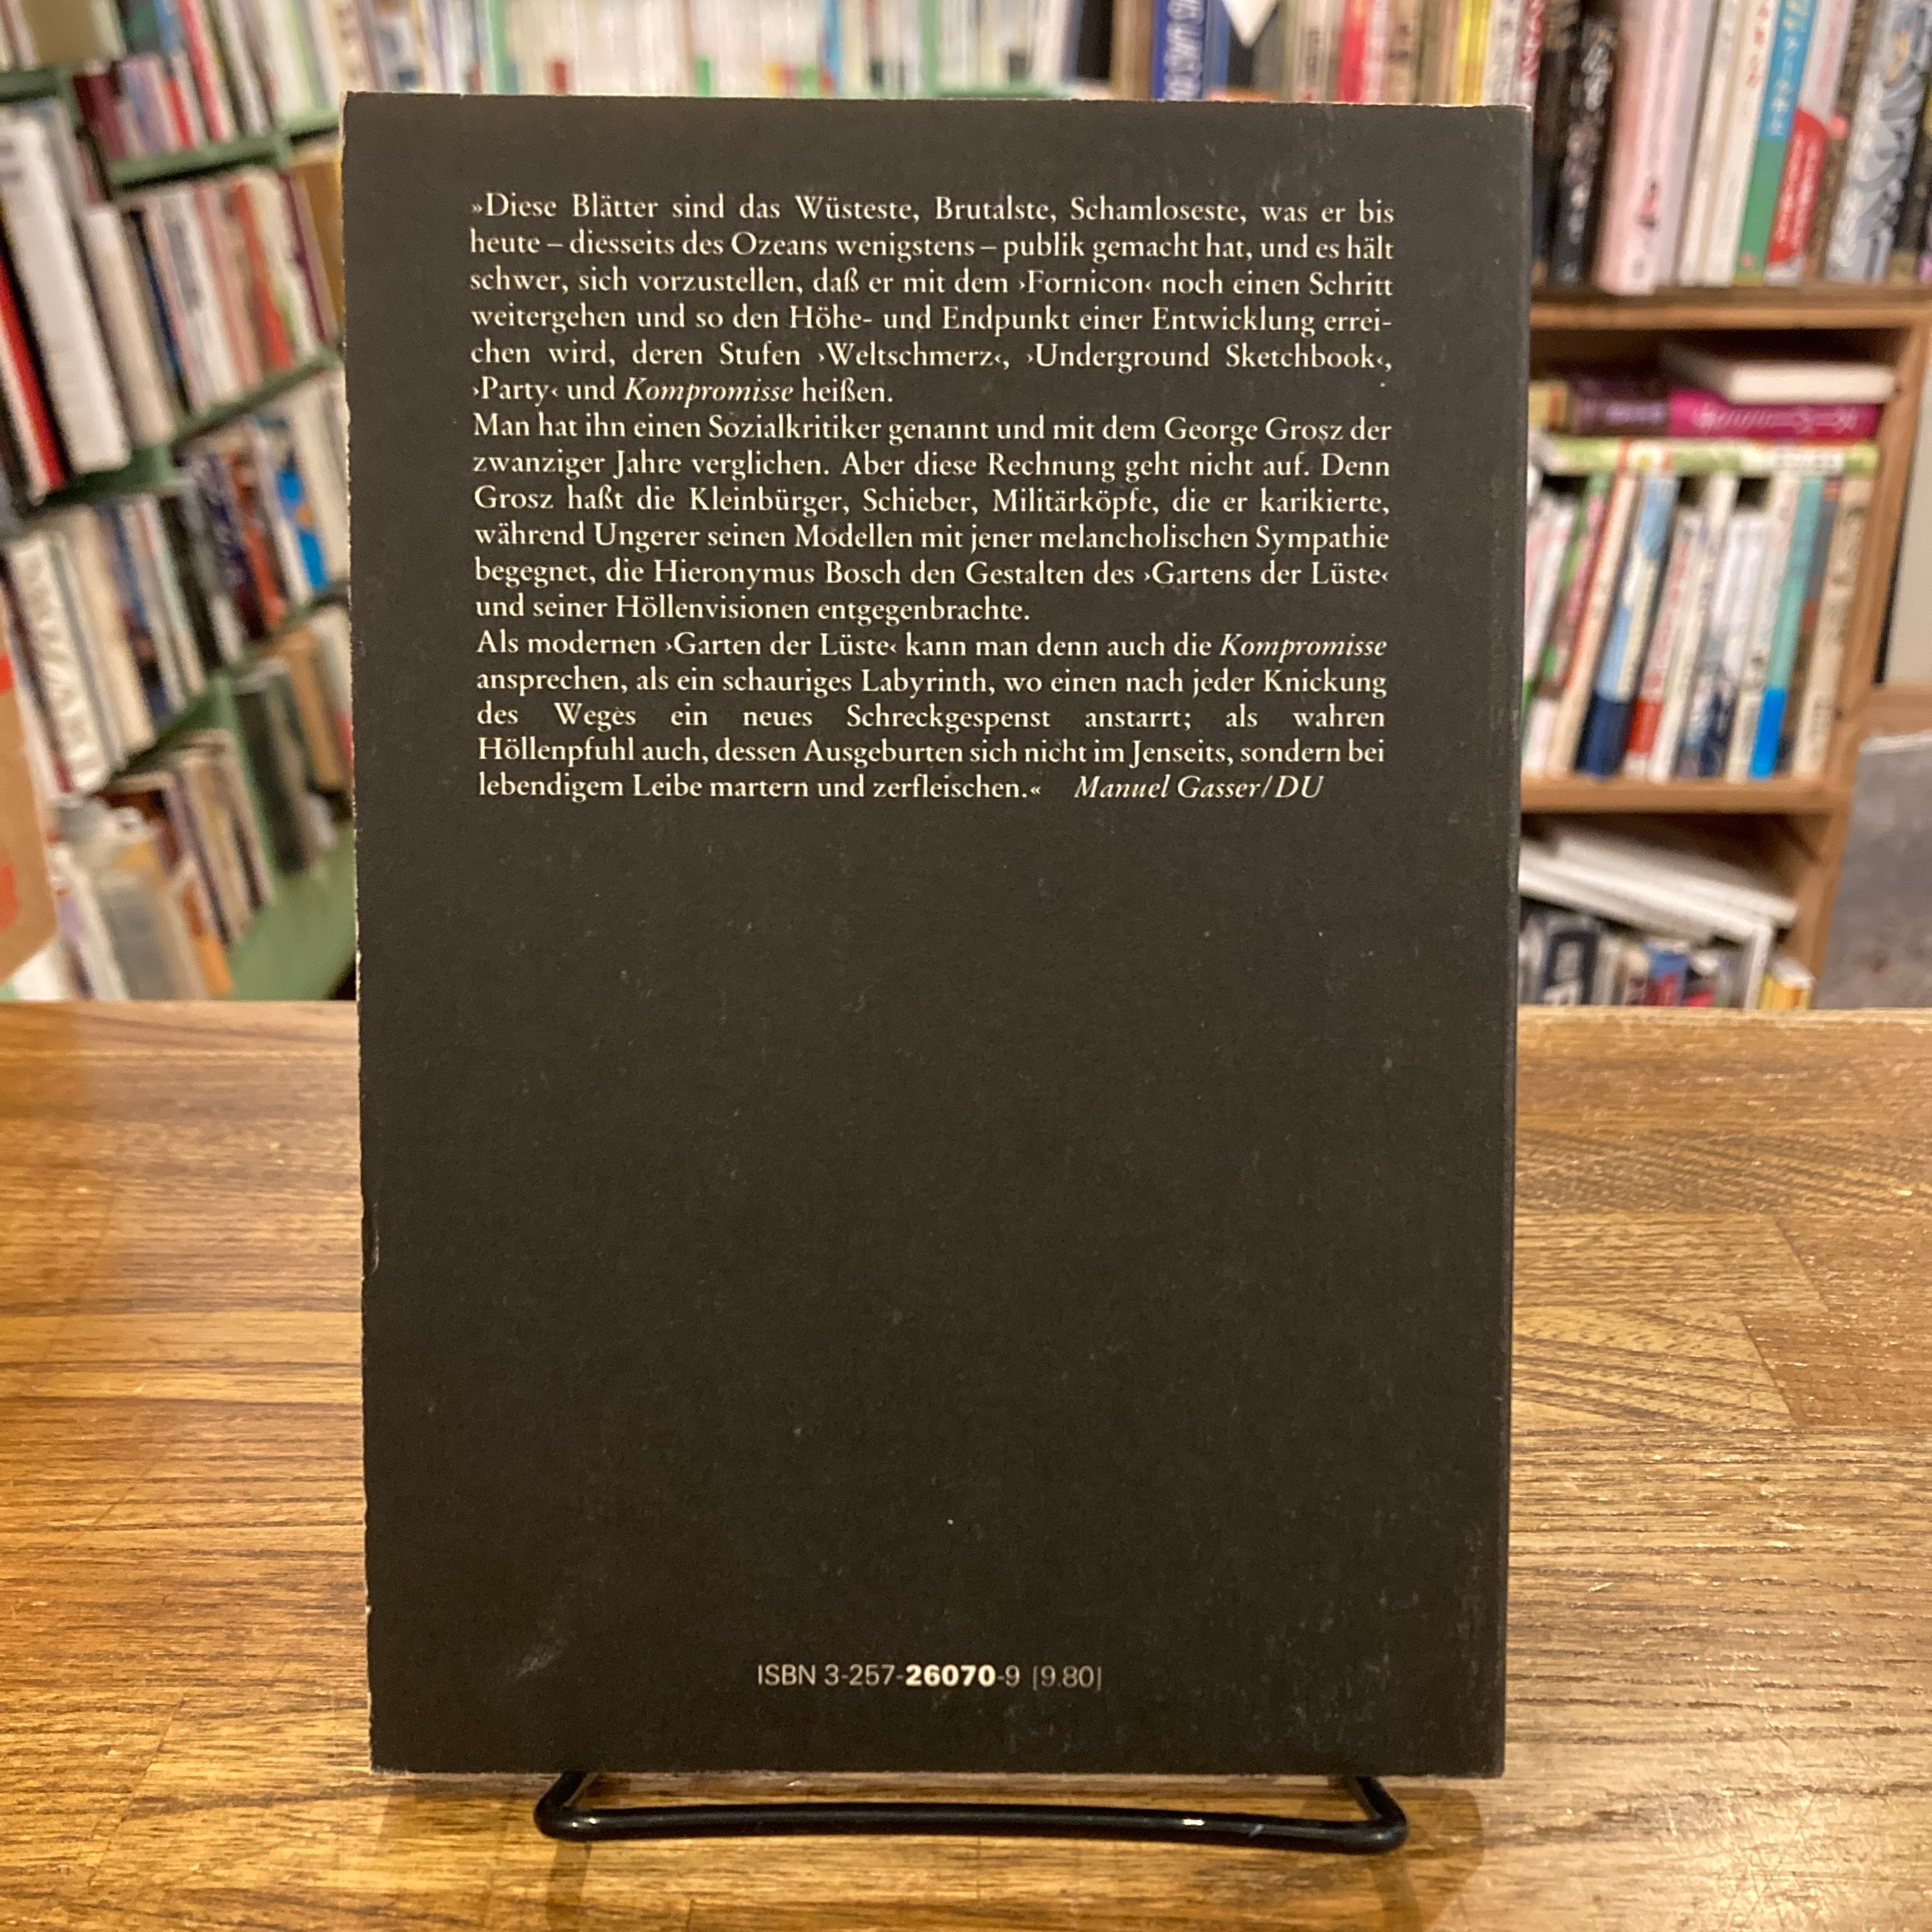 »Diese Blätter sind das Wüsteste, Brutalste, Schamloseste, was er bis
heute – diesseits des Ozeans wenigstens – publik gemacht hat, und es hält
schwer, sich vorzustellen, daß er mit dem ›Fornicon‹ noch einen Schritt
weitergehen und so den Höhe- und Endpunkt einer Entwicklung errei-
chen wird, deren Stufen ›Weltschmerz‹, ›Underground Sketchbook‹,
›Party‹ und Kompromisse heißen.
Man hat ihn einen Sozialkritiker genannt und mit dem George Grosz der
zwanziger Jahre verglichen. Aber diese Rechnung geht nicht auf. Denn
Grosz haßt die Kleinbürger, Schieber, Militärköpfe, die er karikierte,
während Ungerer seinen Modellen mit jener melancholischen Sympathie
begegnet, die Hieronymus Bosch den Gestalten des ›Gartens der Lüste‹
und seiner Höllenvisionen entgegenbrachte.
Als modernen ›Garten der Lüste‹ kann man denn auch die Kompromisse
ansprechen, als ein schauriges Labyrinth, wo einen nach jeder Knickung
des Weges ein neues Schreckgespenst anstarrt; als wahren
Höllenpfuhl auch, dessen Ausgeburten sich nicht im Jenseits, sondern bei
lebendigem Leibe martern und zerfleischen.« Manuel Gasser/DU
ISBN 3-257-26070-9 [9.80]